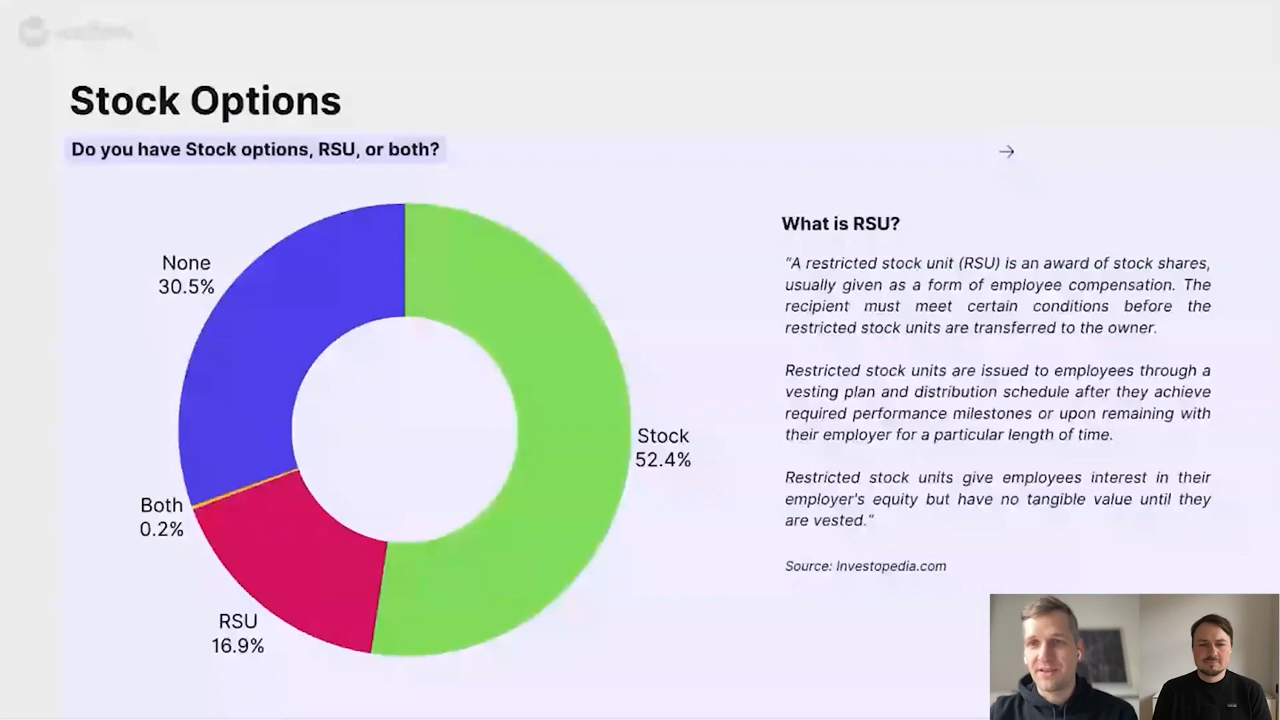 Stock Options
Do you have Stock options, RSU, or both?
→
None
30.5%
Stock
52.4%
Both
0.2%
RSU
16.9%
What is RSU?
“A restricted stock unit (RSU) is an award of stock shares,
usually given as a form of employee compensation. The
recipient must meet certain conditions before the
restricted stock units are transferred to the owner.
Restricted stock units are issued to employees through a
vesting plan and distribution schedule after they achieve
required performance milestones or upon remaining with
their employer for a particular length of time.
Restricted stock units give employees interest in their
employer's equity but have no tangible value until they
are vested.“
Source: Investopedia.com